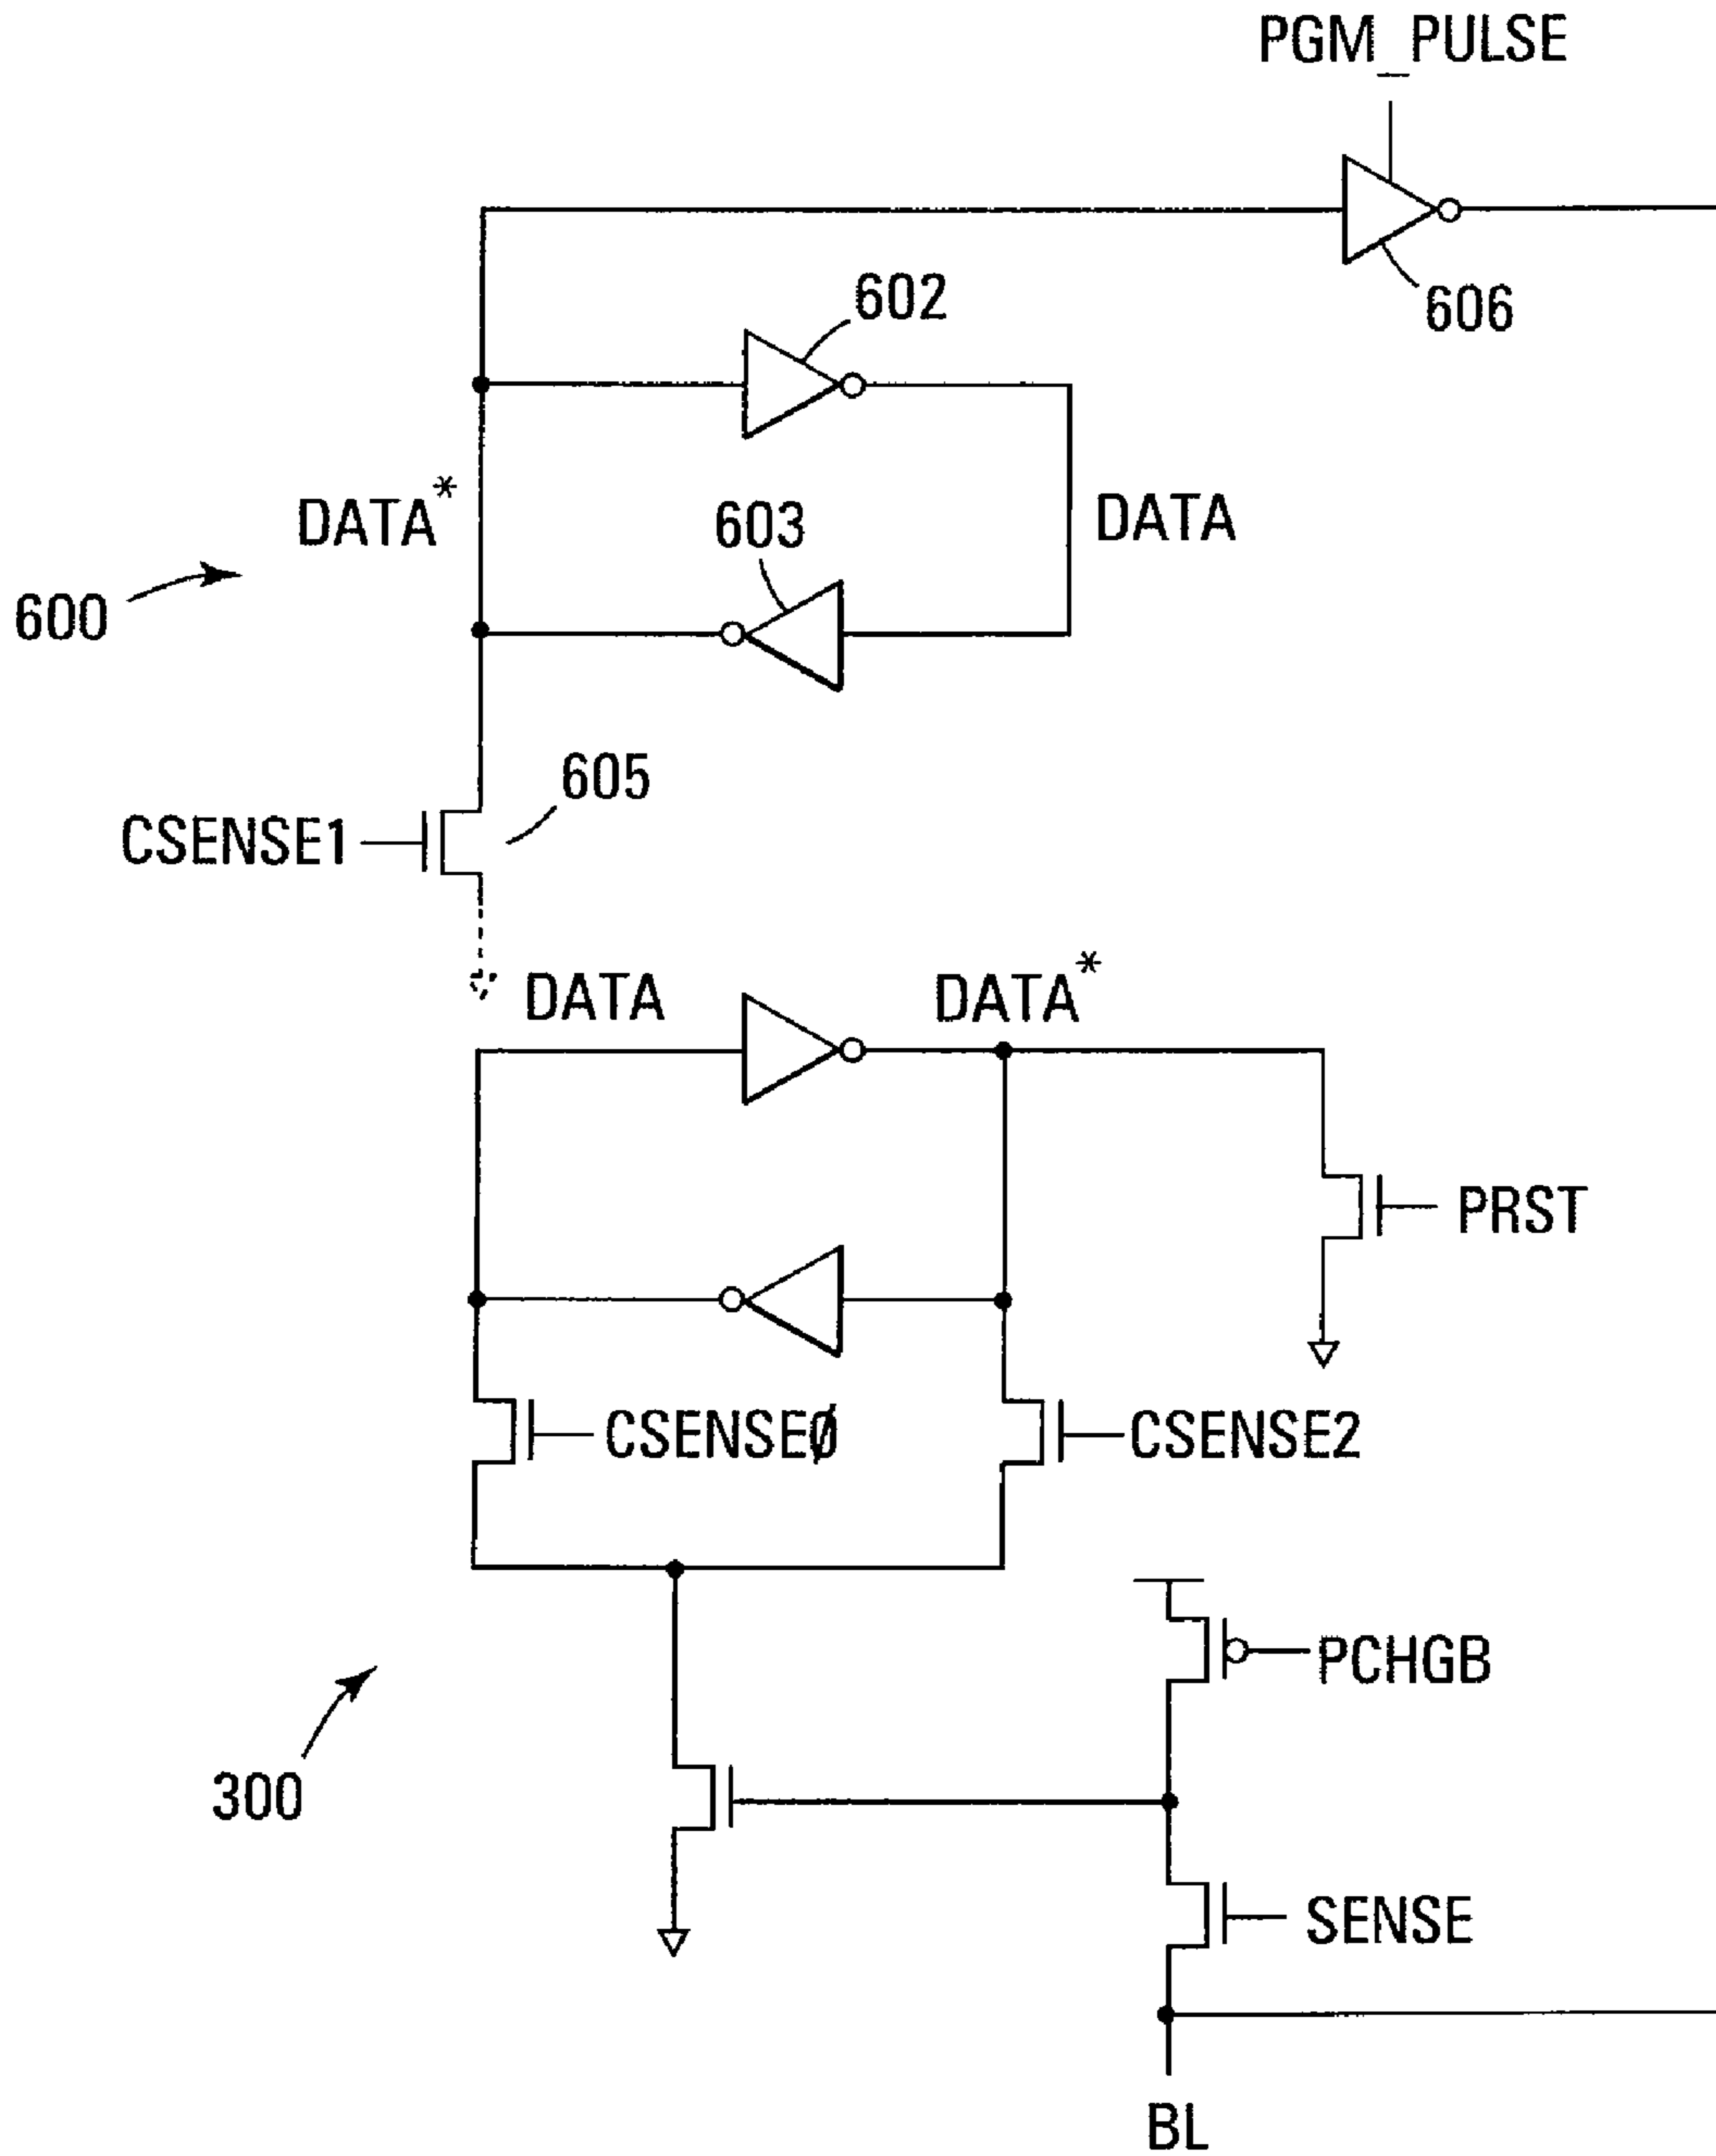 PGM_PULSE
606
602
DATA*
603
DATA
600
605
CSENSE1
DATA
DATA*
PRST
CSENSEØ
CSENSE2
PCHGB
300
SENSE
BL